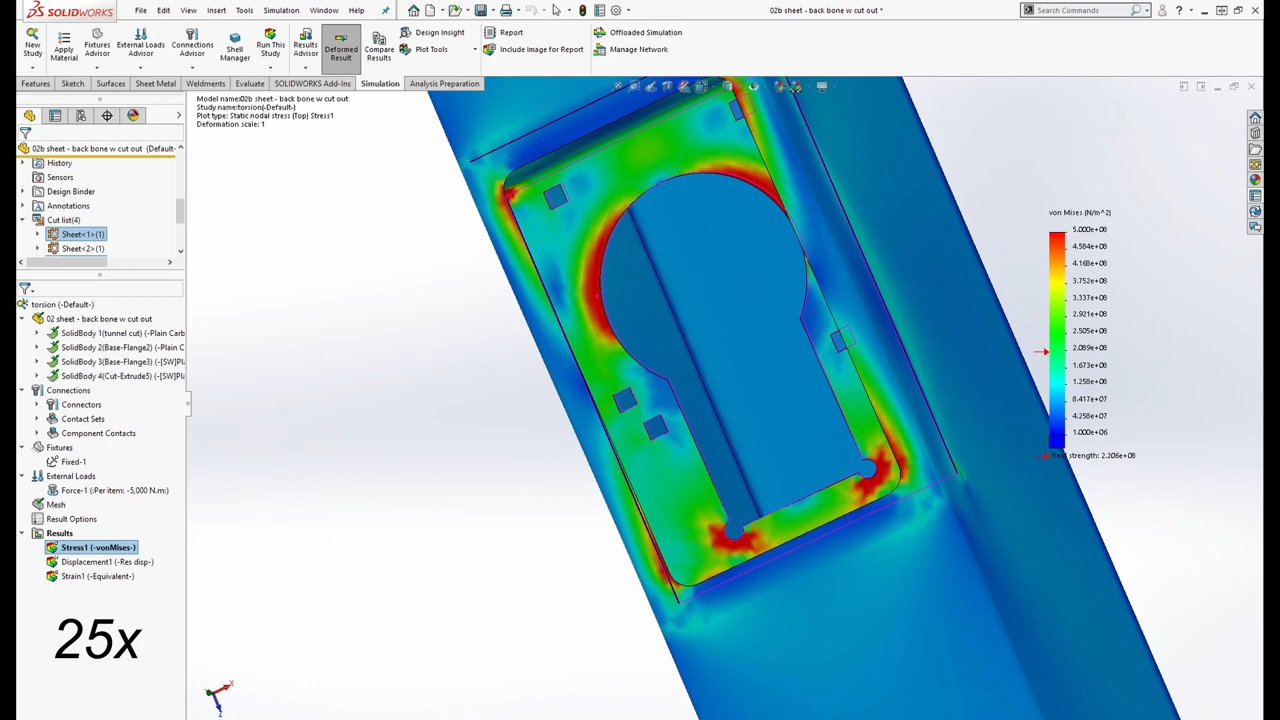 SOLIDWORKS
File Edit View Insert Tools Simulation Window Help
02b sheet - back bone w cut out *
Search Commands
New Study
Apply Material
Fixtures Advisor
External Loads Advisor
Connections Advisor
Shell Manager
Run This Study
Results Advisor
Deformed Result
Compare Results
Design Insight
Plot Tools
Report
Include Image for Report
Offloaded Simulation
Manage Network
Features Sketch Surfaces Sheet Metal Weldments Evaluate SOLIDWORKS Add-Ins Simulation Analysis Preparation
Model name:02b sheet - back bone w cut out
Study name:torsion(-Default-)
Plot type: Static nodal stress (Top) Stress1
Deformation scale: 1
02b sheet - back bone w cut out (Default-
History
Sensors
Design Binder
Annotations
Cut list(4)
Sheet<1>(1)
Sheet<2>(1)
torsion (-Default-)
02 sheet - back bone w cut out
SolidBody 1(tunnel cut) (-Plain Carb
SolidBody 2(Base-Flange2) (-Plain C
SolidBody 3(Base-Flange3) (-[SW]Pla
SolidBody 4(Cut-Extrude5) (-[SW]Pla
Connections
Connectors
Contact Sets
Component Contacts
Fixtures
Fixed-1
External Loads
Force-1 (:Per item: -5,000 N.m:)
Mesh
Result Options
Results
Stress1 (-vonMises-)
Displacement1 (-Res disp-)
Strain1 (-Equivalent-)
25x
von Mises (N/m^2)
5.000e+08
4.584e+08
4.168e+08
3.752e+08
3.337e+08
2.921e+08
2.505e+08
2.089e+08
1.673e+08
1.258e+08
8.417e+07
4.258e+07
1.000e+06
Yield strength: 2.206e+08
X
Z